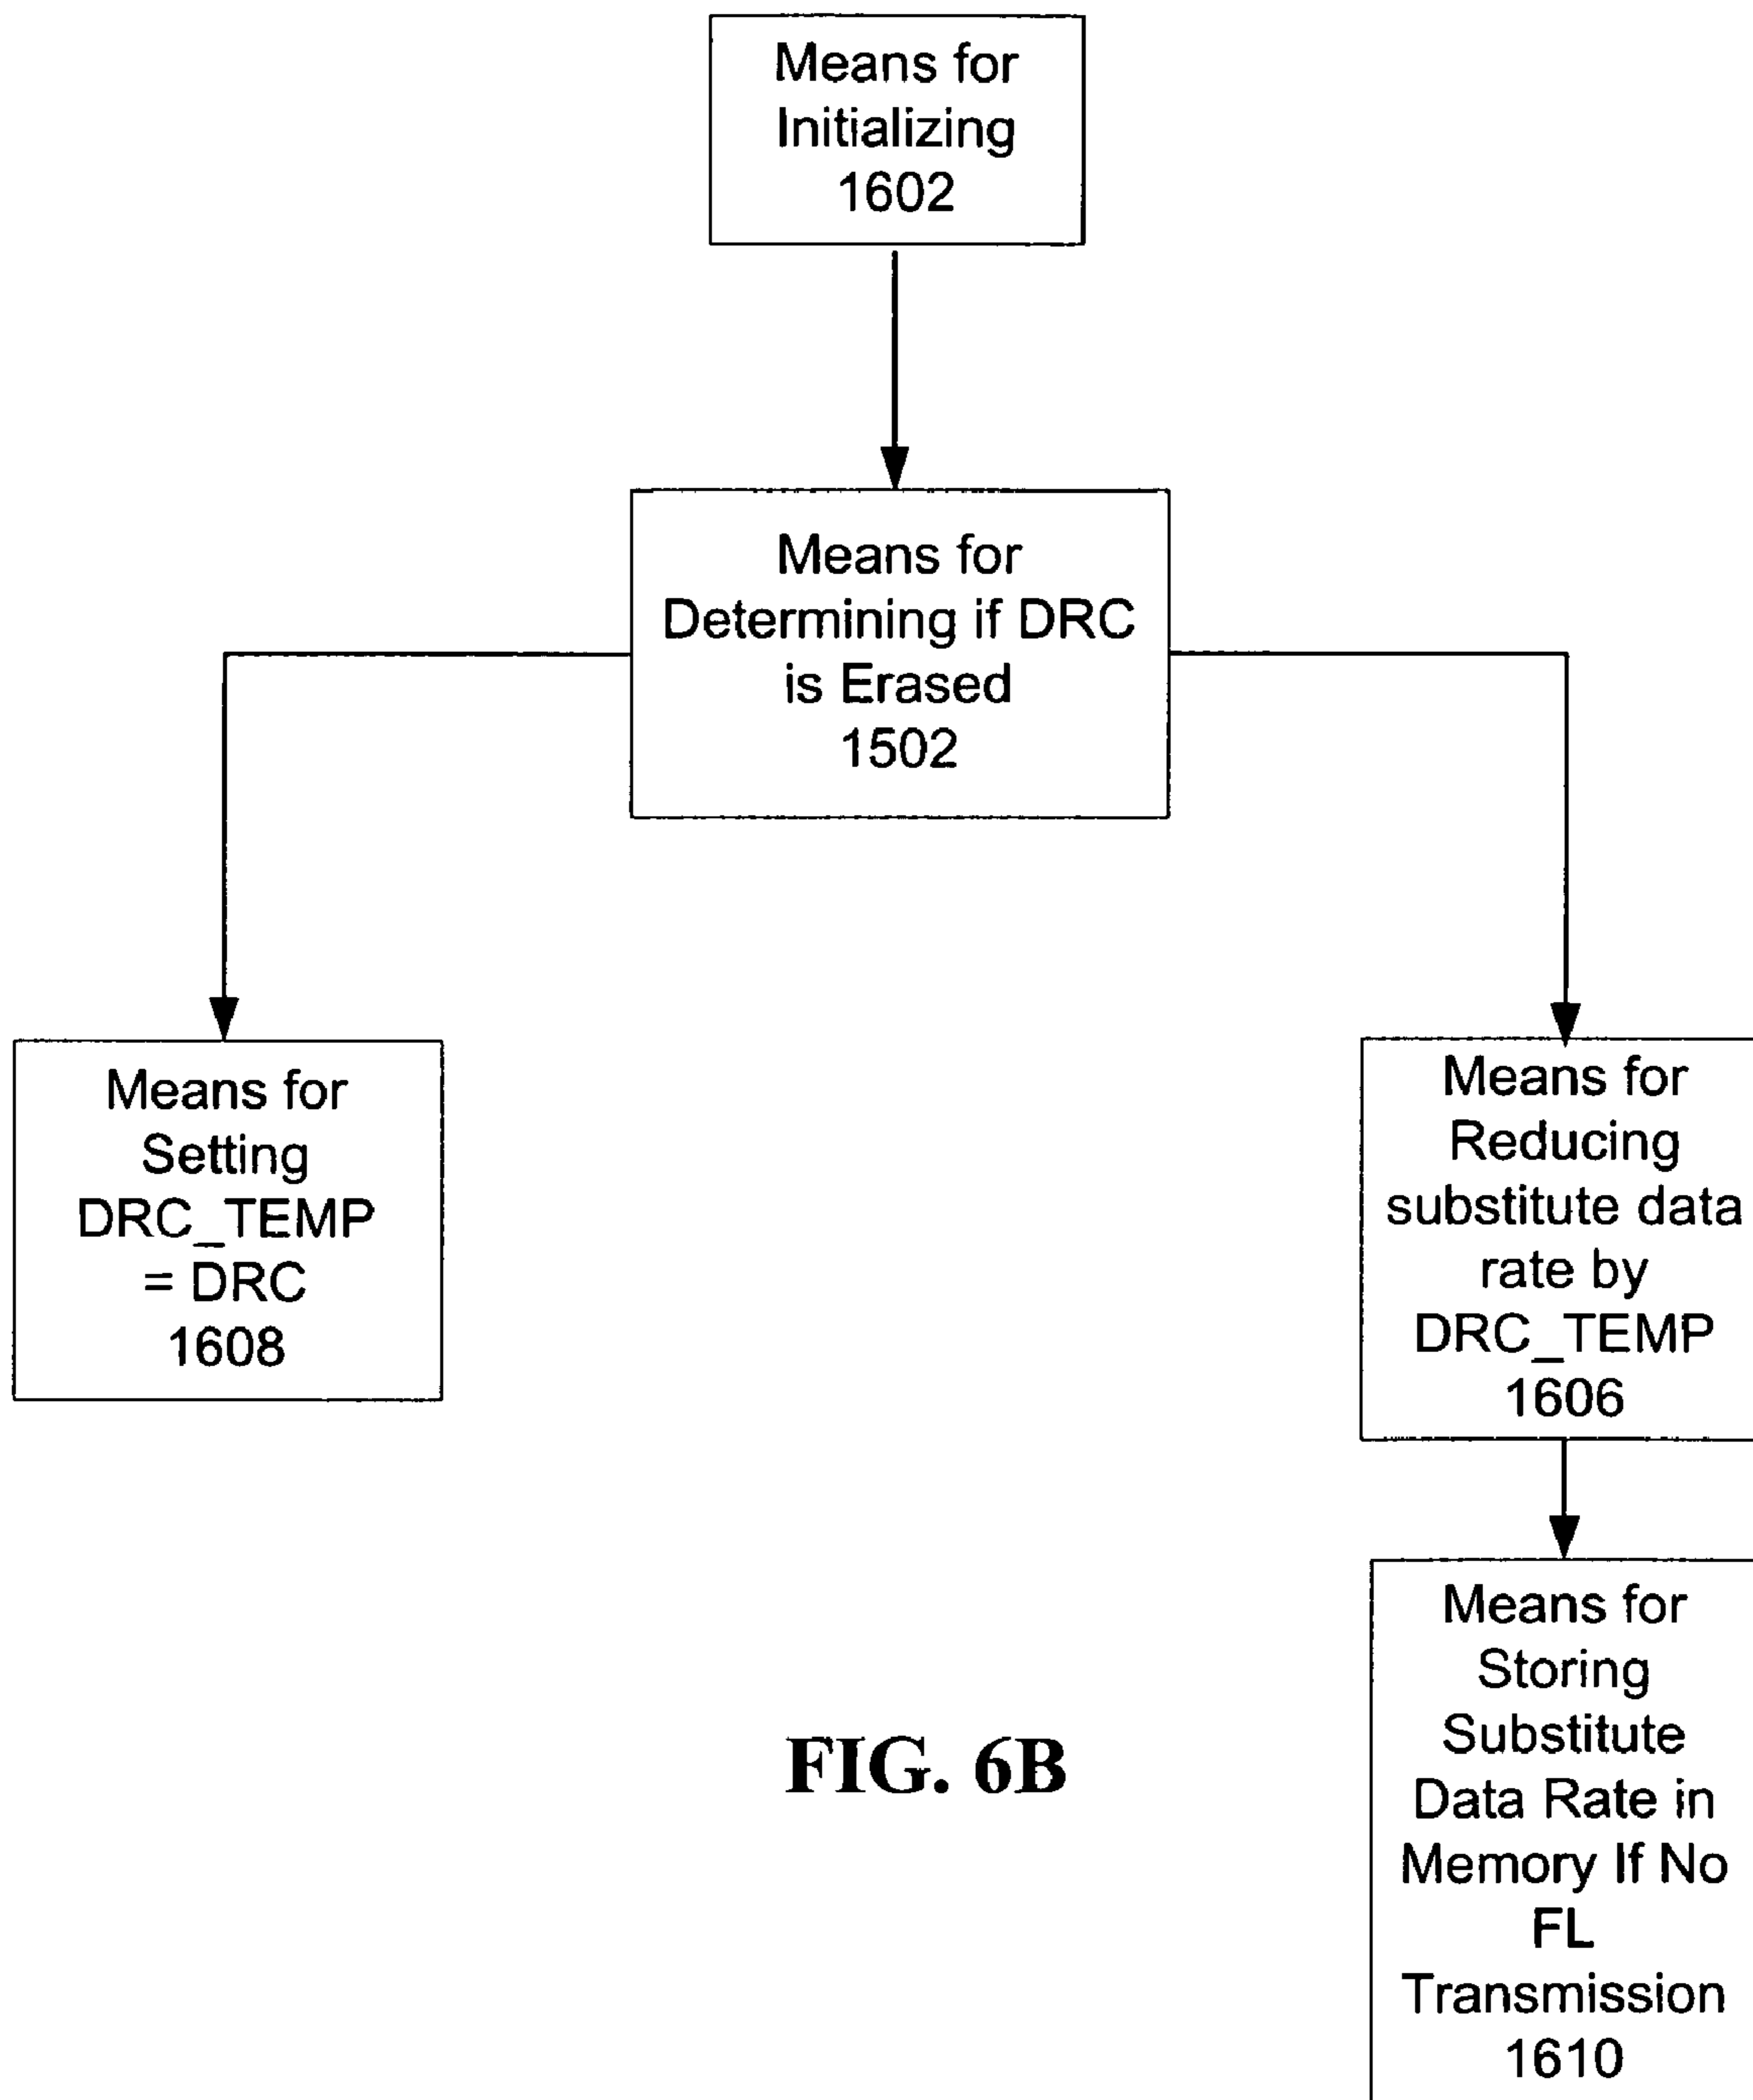 Means for
Initializing
1602
Means for
Determining if DRC
is Erased
1502
Means for
Setting
DRC_TEMP
= DRC
1608
Means for
Reducing
substitute data
rate by
DRC_TEMP
1606
Means for
Storing
Substitute
Data Rate in
Memory If No
FL
Transmission
1610
FIG. 6B